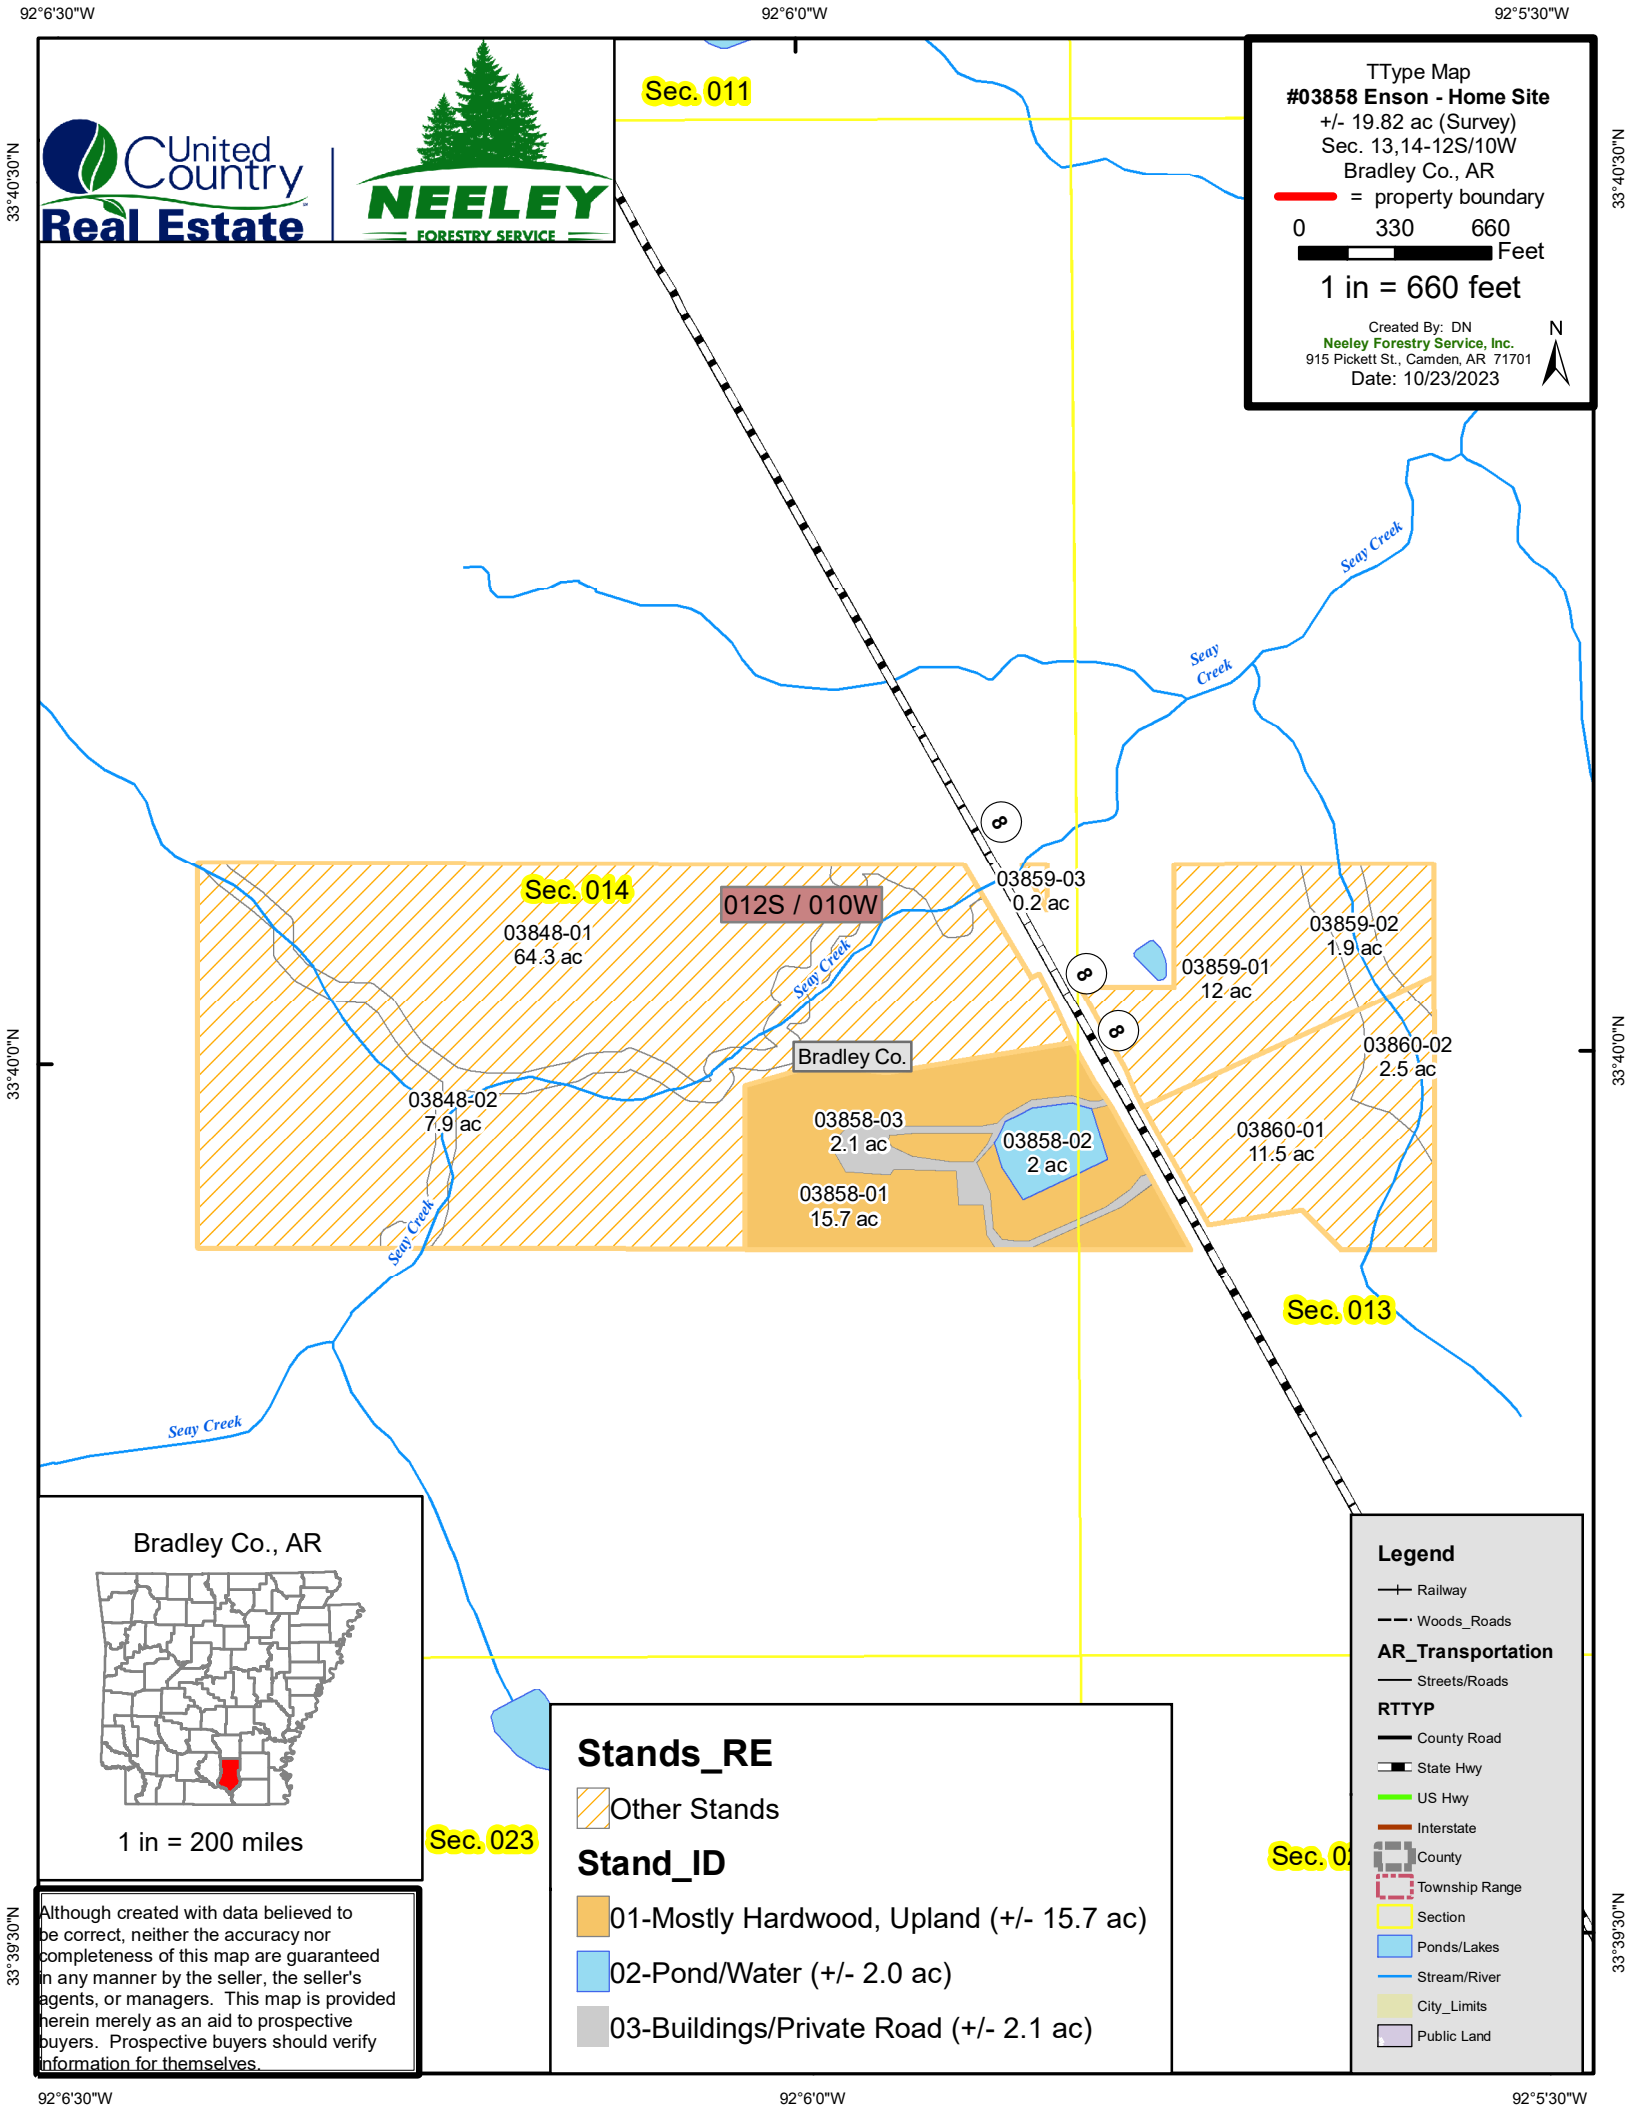 92°6'30"W
92°6'0"W
92°5'30"W
33°40'30"N
33°40'30"N
United
Country
Real Estate
NEELEY
FORESTRY SERVICE
Sec. 011
TType Map
#03858 Enson - Home Site
+/- 19.82 ac (Survey)
Sec. 13,14-12S/10W
Bradley Co., AR
= property boundary
0 330 660
Feet
1 in = 660 feet
Created By: DN
Neeley Forestry Service, Inc.
915 Pickett St., Camden, AR 71701
Date: 10/23/2023
N
Seay Creek
Seay
Creek
8
Sec. 014
012S / 010W
03859-03
0.2 ac
03848-01
64.3 ac
03859-02
1.9 ac
Seay Creek
8
03859-01
12 ac
8
33°40'0"N
33°40'0"N
Bradley Co.
03860-02
2.5 ac
03848-02
7.9 ac
03858-03
2.1 ac
03858-02
2 ac
03860-01
11.5 ac
03858-01
15.7 ac
Seay Creek
Sec. 013
Seay Creek
Bradley Co., AR
1 in = 200 miles
Sec. 023
Sec. 02
Although created with data believed to
be correct, neither the accuracy nor
completeness of this map are guaranteed
in any manner by the seller, the seller's
agents, or managers. This map is provided
herein merely as an aid to prospective
buyers. Prospective buyers should verify
information for themselves.
Stands_RE
Other Stands
Stand_ID
01-Mostly Hardwood, Upland (+/- 15.7 ac)
02-Pond/Water (+/- 2.0 ac)
03-Buildings/Private Road (+/- 2.1 ac)
Legend
Railway
Woods_Roads
AR_Transportation
Streets/Roads
RTTYP
County Road
State Hwy
US Hwy
Interstate
County
Township Range
Section
Ponds/Lakes
Stream/River
City_Limits
Public Land
33°39'30"N
33°39'30"N
92°6'30"W
92°6'0"W
92°5'30"W